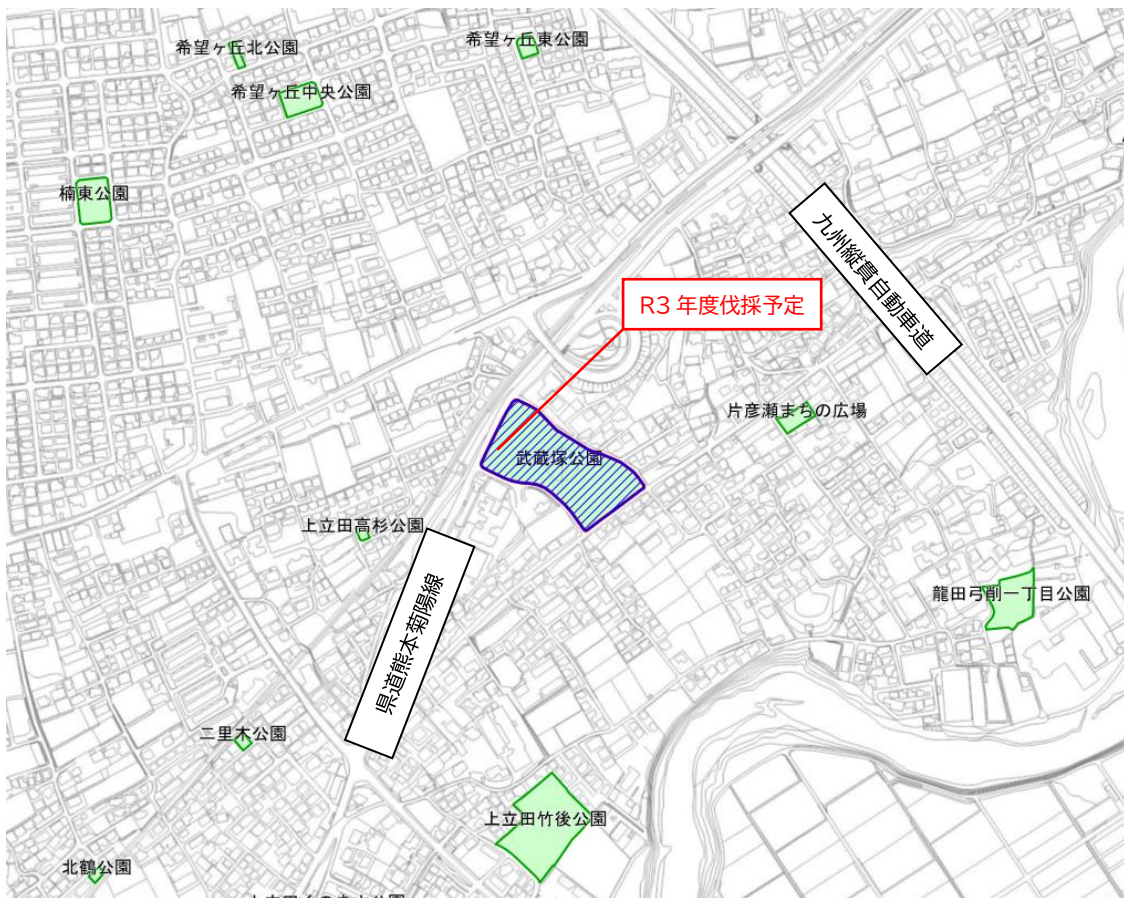 希望ヶ丘北公園
希望ヶ丘東公園
希望ヶ丘中央公園
楠東公園
九州縦貫自動車道
R3 年度伐採予定
片彦瀬まちの広場
武蔵塚公園
上立田高杉公園
県道熊本菊陽線
龍田弓削一丁目公園
二里木公園
上立田竹後公園
北鶴公園